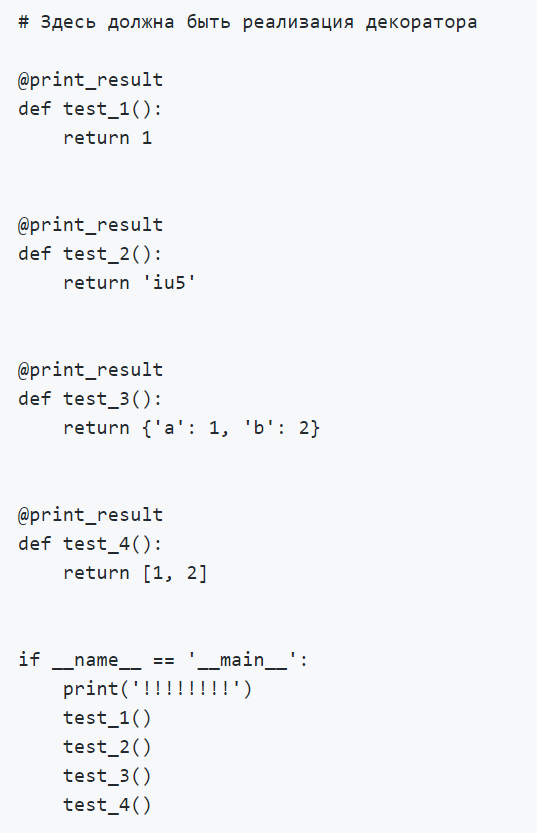 # Здесь должна быть реализация декоратора
@print_result
def test_1():
    return 1
@print_result
def test_2():
    return 'iu5'
@print_result
def test_3():
    return {'a': 1, 'b': 2}
@print_result
def test_4():
    return [1, 2]
if __name__ == '__main__':
    print('!!!!!!!!')
    test_1()
    test_2()
    test_3()
    test_4()